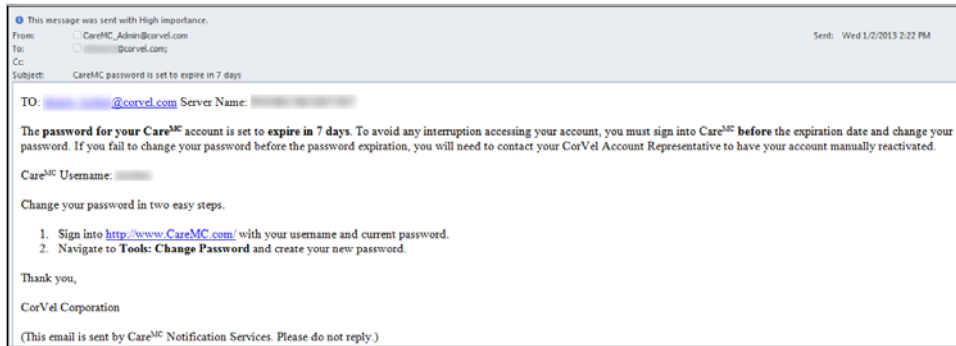 This message was sent with High importance.
From: CareMC_Admin@corvel.com Sent: Wed 1/2/2013 2:22 PM
To: @corvel.com;
Cc:
Subject: CareMC password is set to expire in 7 days
TO: @corvel.com Server Name:
The password for your Careᴹᶜ account is set to expire in 7 days. To avoid any interruption accessing your account, you must sign into Careᴹᶜ before the expiration date and change your
password. If you fail to change your password before the password expiration, you will need to contact your CorVel Account Representative to have your account manually reactivated.
Careᴹᶜ Username:
Change your password in two easy steps.
1. Sign into http://www.CareMC.com/ with your username and current password.
2. Navigate to Tools: Change Password and create your new password.
Thank you,
CorVel Corporation
(This email is sent by Careᴹᶜ Notification Services. Please do not reply.)